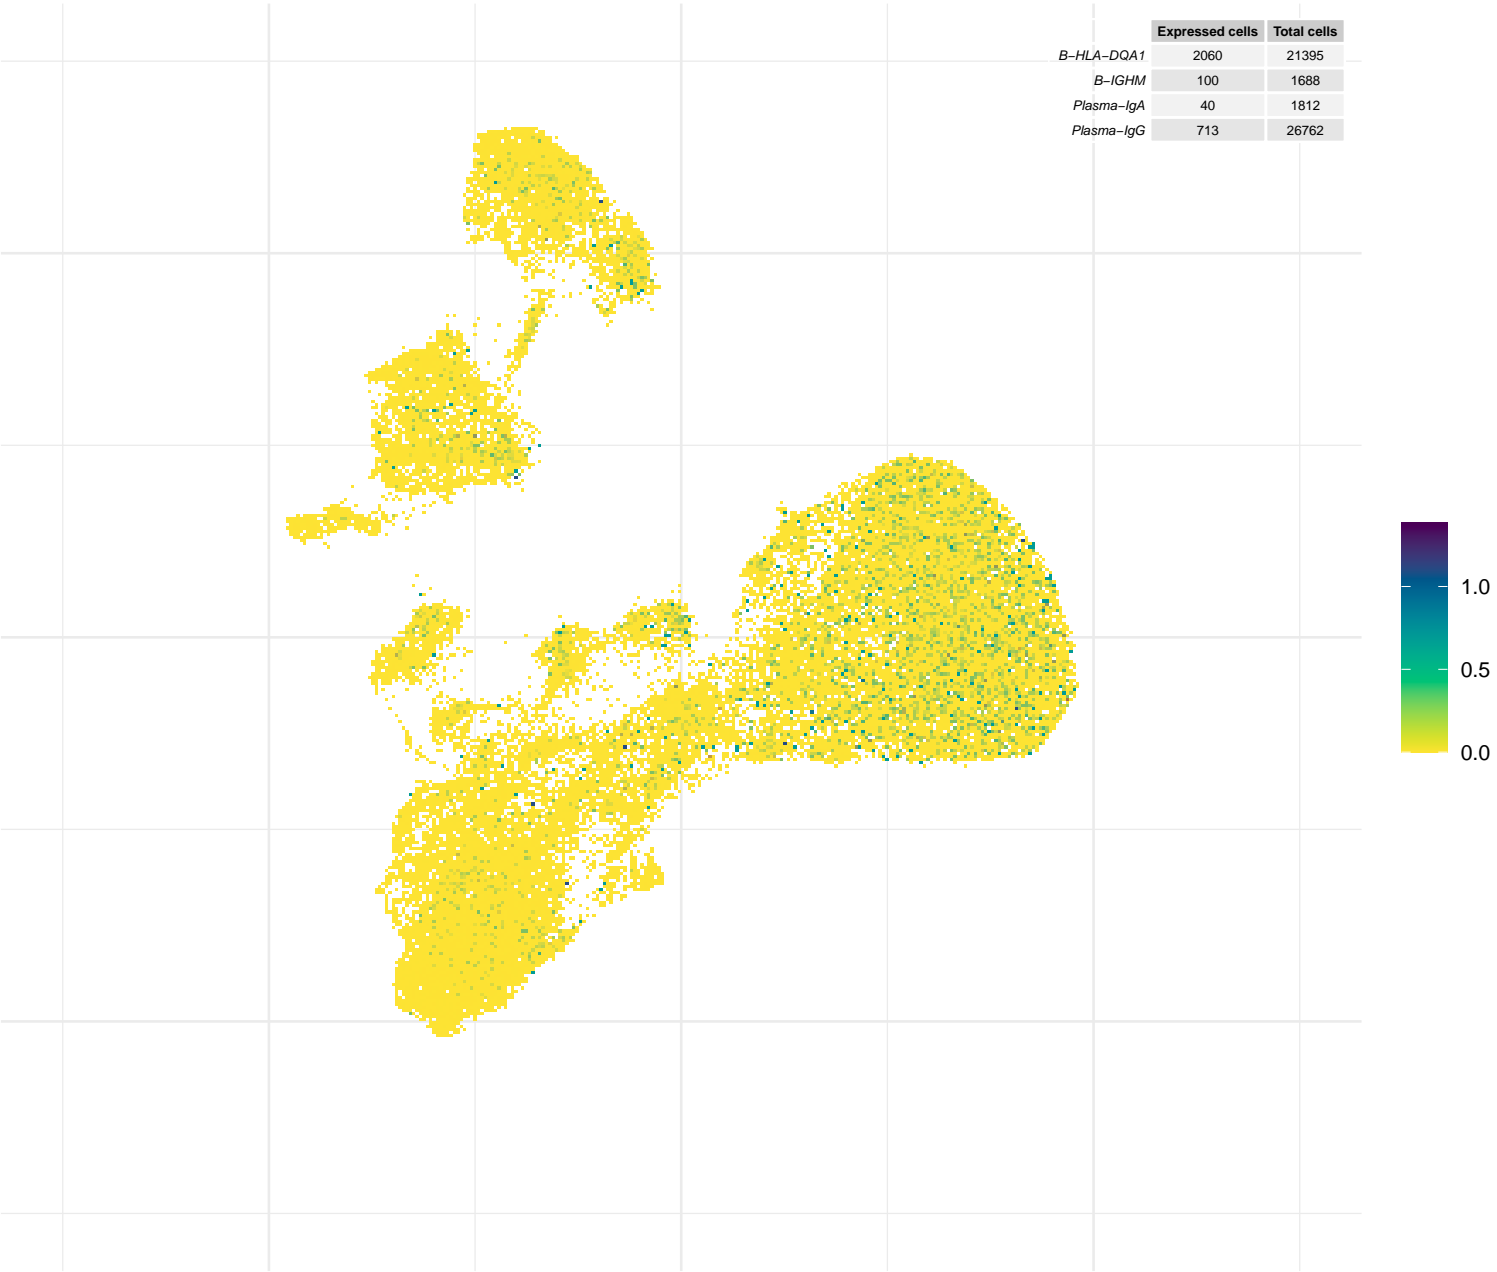 Expressed cells Total cells
B−HLA−DQA1 2060 21395
B−IGHM 100 1688
Plasma−IgA 40 1812
Plasma−IgG 713 26762
1.0
0.5
0.0